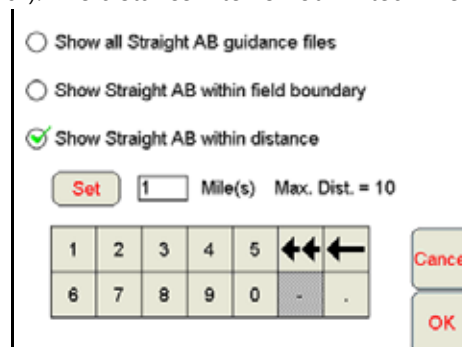 Show all Straight AB guidance files
Show Straight AB within field boundary
Show Straight AB within distance
Set 1 Mile(s) Max. Dist. = 10
1 2 3 4 5
6 7 8 9 0 - .
Cance
OK